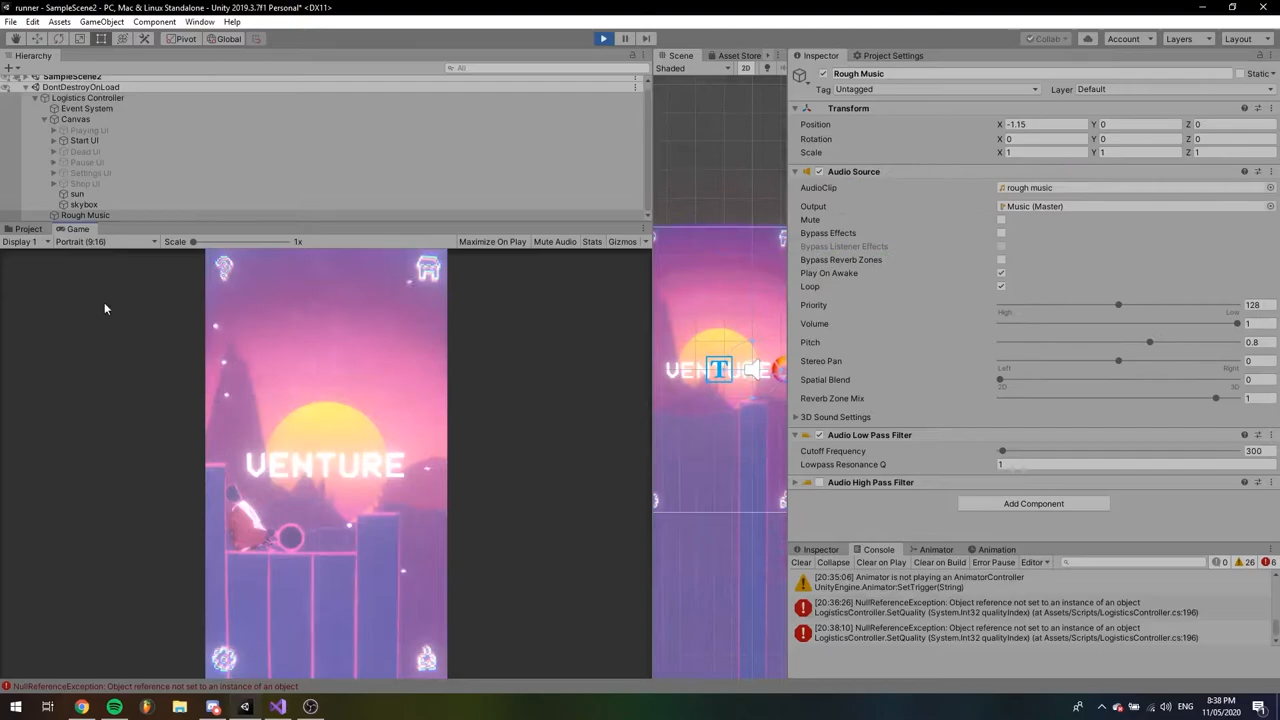 runner - SampleScene2 - PC, Mac & Linux Standalone - Unity 2019.3.7f1 Personal* <DX11>
File Edit Assets GameObject Component Window Help
Pivot Global Collab Account Layers Layout
Hierarchy
All
SampleScene2
DontDestroyOnLoad
Logistics Controller
Event System
Canvas
Playing UI
Start UI
Dead UI
Pause UI
Settings UI
Shop UI
sun
skybox
Rough Music
Project Game
Display 1 Portrait (9:16) Scale 1x Maximize On Play Mute Audio Stats Gizmos
VENTURE
Scene Asset Store
Shaded 2D
VENTURE
T
Inspector Project Settings
Rough Music Static
Tag Untagged Layer Default
Transform
Position X -1.15 Y 0 Z 0
Rotation X 0 Y 0 Z 0
Scale X 1 Y 1 Z 1
Audio Source
AudioClip rough music
Output Music (Master)
Mute
Bypass Effects
Bypass Listener Effects
Bypass Reverb Zones
Play On Awake
Loop
Priority 128
High Low
Volume 1
Pitch 0.8
Stereo Pan 0
Left Right
Spatial Blend 0
2D 3D
Reverb Zone Mix 1
3D Sound Settings
Audio Low Pass Filter
Cutoff Frequency 300
Lowpass Resonance Q 1
Audio High Pass Filter
Add Component
Inspector Console Animator Animation
Clear Collapse Clear on Play Clear on Build Error Pause Editor 0 26 6
[20:35:06] Animator is not playing an AnimatorController
UnityEngine.Animator:SetTrigger(String)
[20:36:26] NullReferenceException: Object reference not set to an instance of an object
LogisticsController.SetQuality (System.Int32 qualityIndex) (at Assets/Scripts/LogisticsController.cs:196)
[20:38:10] NullReferenceException: Object reference not set to an instance of an object
LogisticsController.SetQuality (System.Int32 qualityIndex) (at Assets/Scripts/LogisticsController.cs:196)
NullReferenceException: Object reference not set to an instance of an object
8:38 PM
11/05/2020